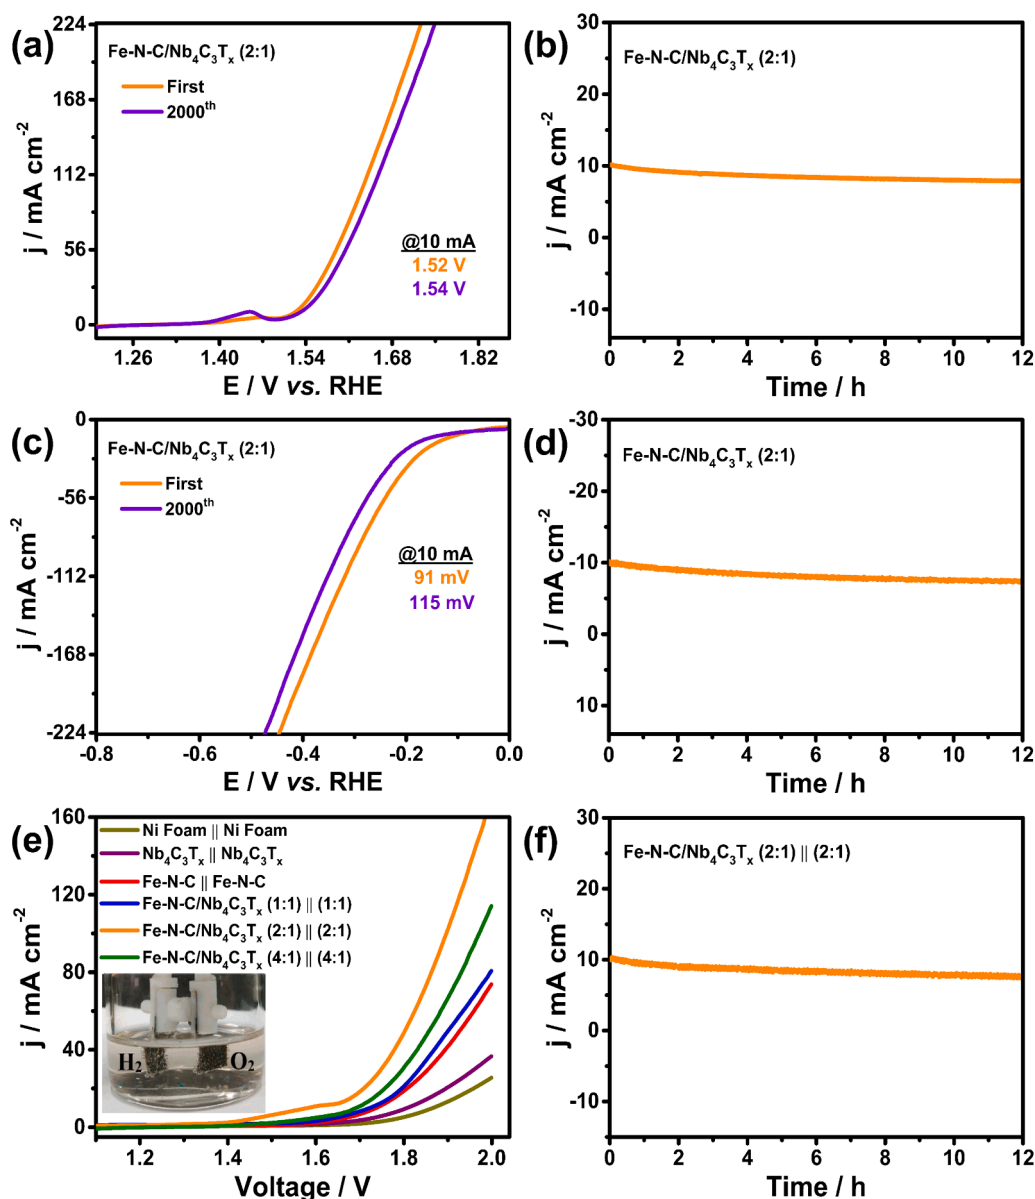 (a)
Fe-N-C/Nb₄C₃Tₓ (2:1)
First
2000ᵗʰ
@10 mA
1.52 V
1.54 V
224
168
112
56
0
j / mA cm⁻²
1.26 1.40 1.54 1.68 1.82
E / V vs. RHE
(b)
Fe-N-C/Nb₄C₃Tₓ (2:1)
30
20
10
0
-10
j / mA cm⁻²
0 2 4 6 8 10 12
Time / h
(c)
Fe-N-C/Nb₄C₃Tₓ (2:1)
First
2000ᵗʰ
@10 mA
91 mV
115 mV
0
-56
-112
-168
-224
j / mA cm⁻²
-0.8 -0.6 -0.4 -0.2 0.0
E / V vs. RHE
(d)
Fe-N-C/Nb₄C₃Tₓ (2:1)
-30
-20
-10
0
10
j / mA cm⁻²
0 2 4 6 8 10 12
Time / h
(e)
Ni Foam || Ni Foam
Nb₄C₃Tₓ || Nb₄C₃Tₓ
Fe-N-C || Fe-N-C
Fe-N-C/Nb₄C₃Tₓ (1:1) || (1:1)
Fe-N-C/Nb₄C₃Tₓ (2:1) || (2:1)
Fe-N-C/Nb₄C₃Tₓ (4:1) || (4:1)
H₂ O₂
160
120
80
40
0
j / mA cm⁻²
1.2 1.4 1.6 1.8 2.0
Voltage / V
(f)
Fe-N-C/Nb₄C₃Tₓ (2:1) || (2:1)
30
20
10
0
-10
j / mA cm⁻²
0 2 4 6 8 10 12
Time / h